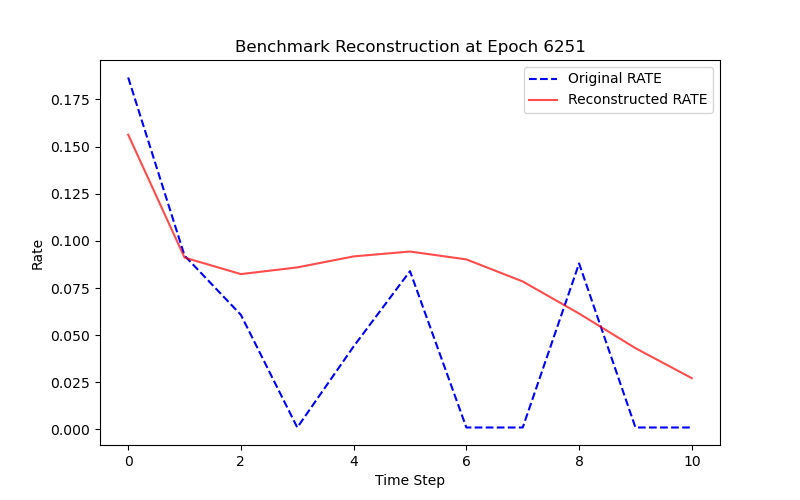 Benchmark Reconstruction at Epoch 6251
Original RATE
Reconstructed RATE
0.175
0.150
0.125
0.100
0.075
0.050
0.025
0.000
Rate
0 2 4 6 8 10
Time Step